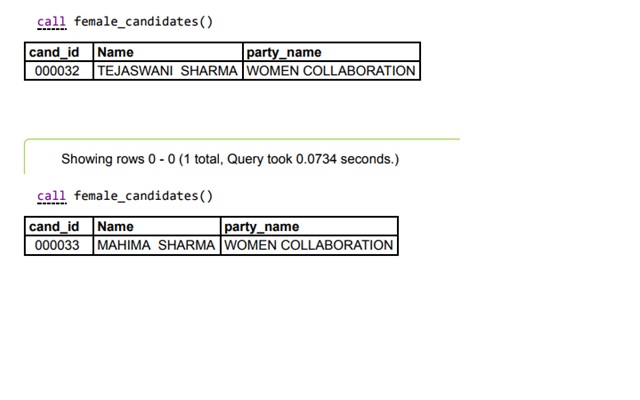 call female_candidates()
cand_id Name party_name
000032 TEJASWANI SHARMA WOMEN COLLABORATION
Showing rows 0 - 0 (1 total, Query took 0.0734 seconds.)
call female_candidates()
cand_id Name party_name
000033 MAHIMA SHARMA WOMEN COLLABORATION